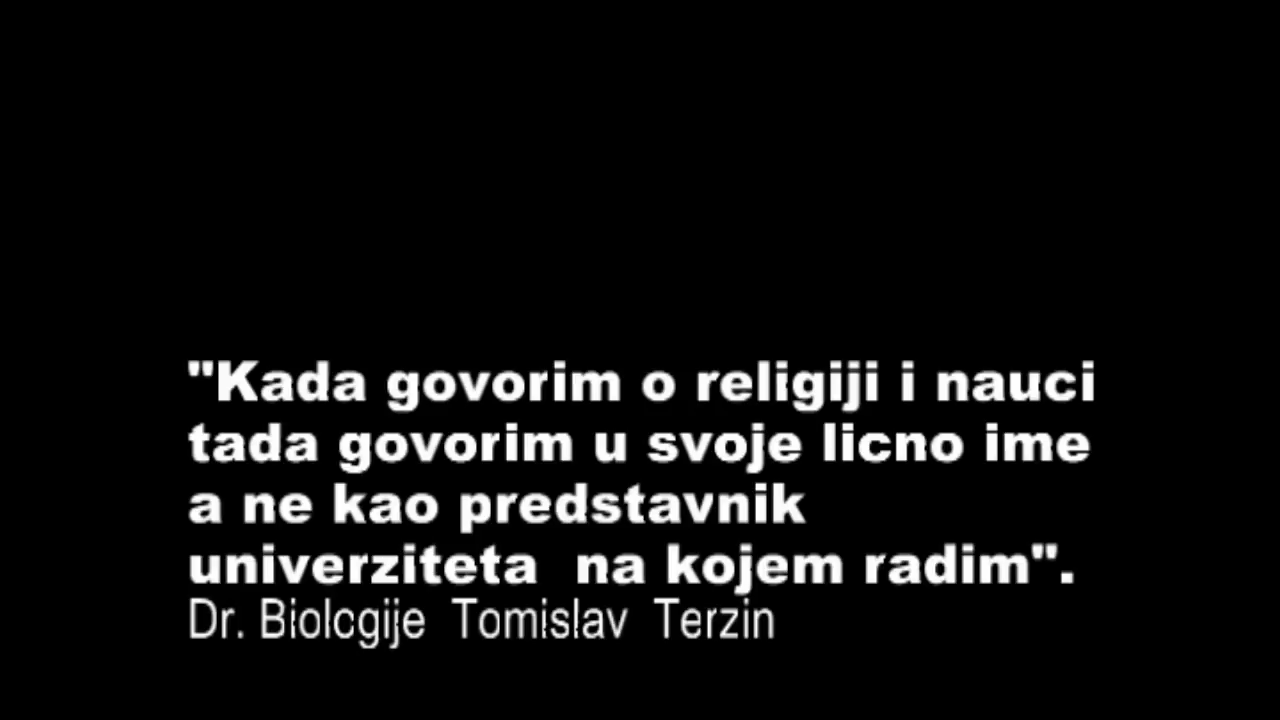 "Kada govorim o religiji i nauci
tada govorim u svoje licno ime
a ne kao predstavnik
univerziteta na kojem radim".
Dr. Biologije Tomislav Terzin